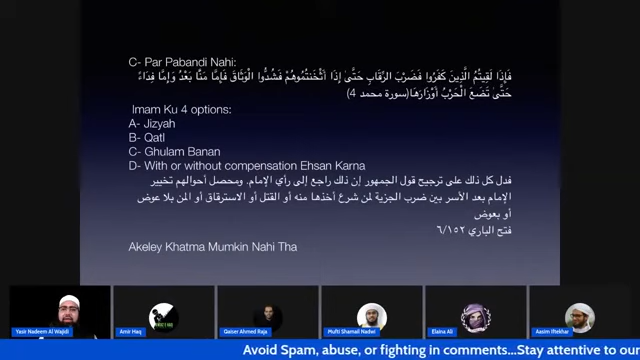 C- Par Pabandi Nahi:
فَإِذَا لَقِيتُمُ الَّذِينَ كَفَرُوا فَضَرْبَ الرِّقَابِ حَتَّىٰ إِذَا أَثْخَنتُمُوهُمْ فَشُدُّوا الْوَثَاقَ فَإِمَّا مَنًّا بَعْدُ وَإِمَّا فِدَاءً
حَتَّىٰ تَضَعَ الْحَرْبُ أَوْزَارَهَا(سورة محمد 4)
Imam Ku 4 options:
A- Jizyah
B- Qatl
C- Ghulam Banan
D- With or without compensation Ehsan Karna
فدل كل ذلك على ترجيح قول الجمهور إن ذلك راجع إلى رأي الإمام. ومحصل أحوالهم تخيير
الإمام بعد الأسر بين ضرب الجزية لمن شرع أخذها منه أو القتل أو الاسترقاق أو المن بلا عوض
أو بعوض
فتح الباري ٦/١٥٢
Akeley Khatma Mumkin Nahi Tha
Yasir Nadeem Al Wajidi
Amir Haq
Qaiser Ahmed Raja
Mufti Shamail Nadwi
Elaina Ali
Aasim Iftekhar
Avoid Spam, abuse, or fighting in comments...Stay attentive to our